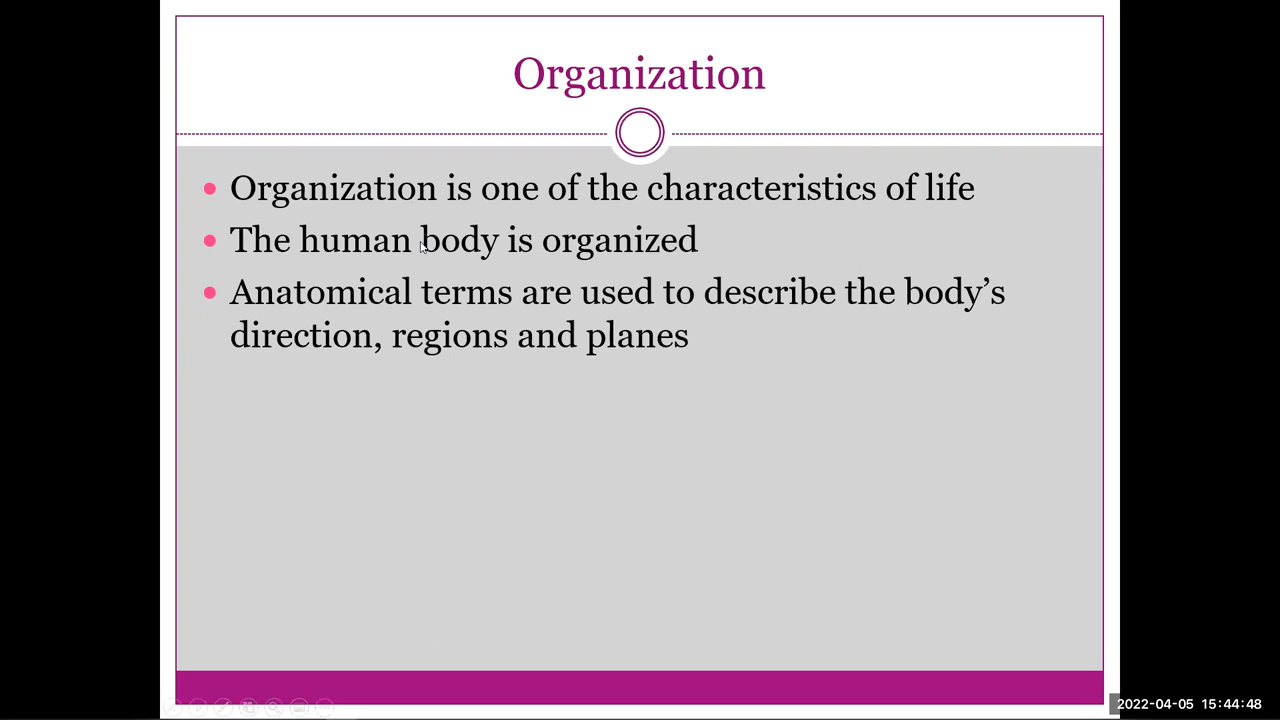 Organization
• Organization is one of the characteristics of life
• The human body is organized
• Anatomical terms are used to describe the body’s
direction, regions and planes
2022-04-05 15:44:48